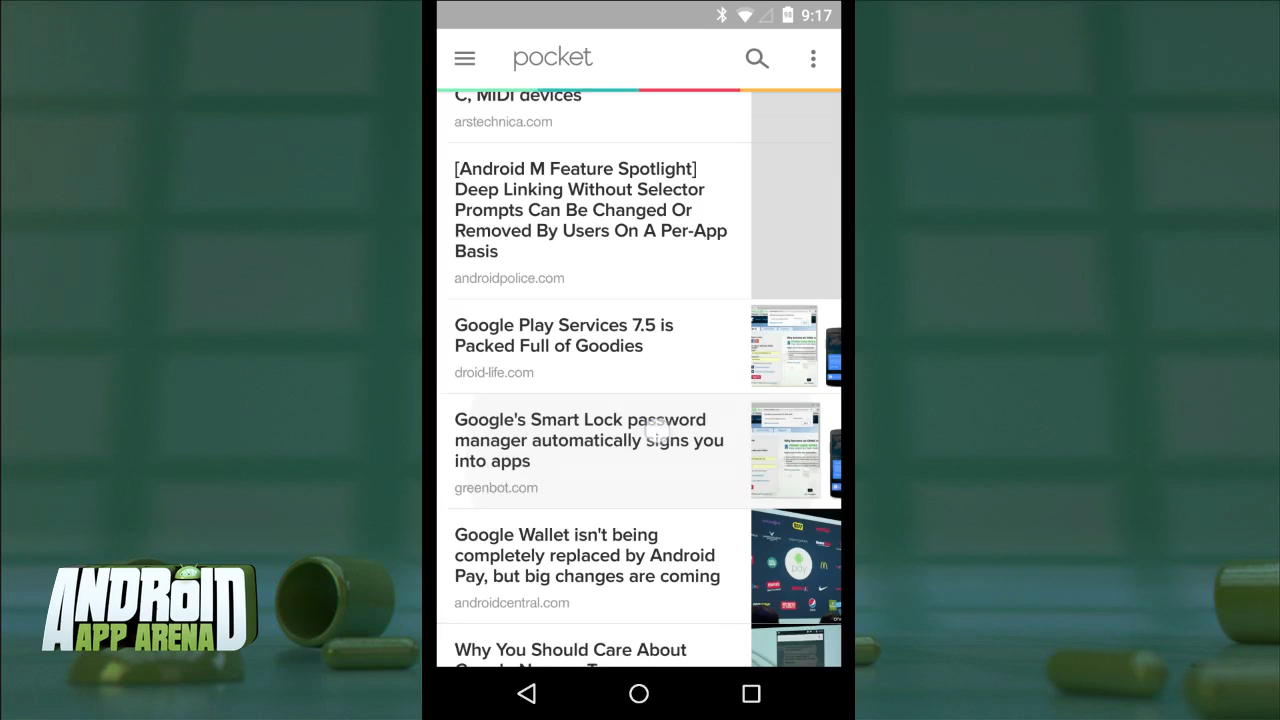 9:17
pocket
C, MIDI devices
arstechnica.com
[Android M Feature Spotlight]
Deep Linking Without Selector
Prompts Can Be Changed Or
Removed By Users On A Per-App
Basis
androidpolice.com
Google Play Services 7.5 is
Packed Full of Goodies
droid-life.com
Google's Smart Lock password
manager automatically signs you
into apps
greenbot.com
Google Wallet isn't being
completely replaced by Android
Pay, but big changes are coming
androidcentral.com
pay
Why You Should Care About
ANDROID
APP ARENA